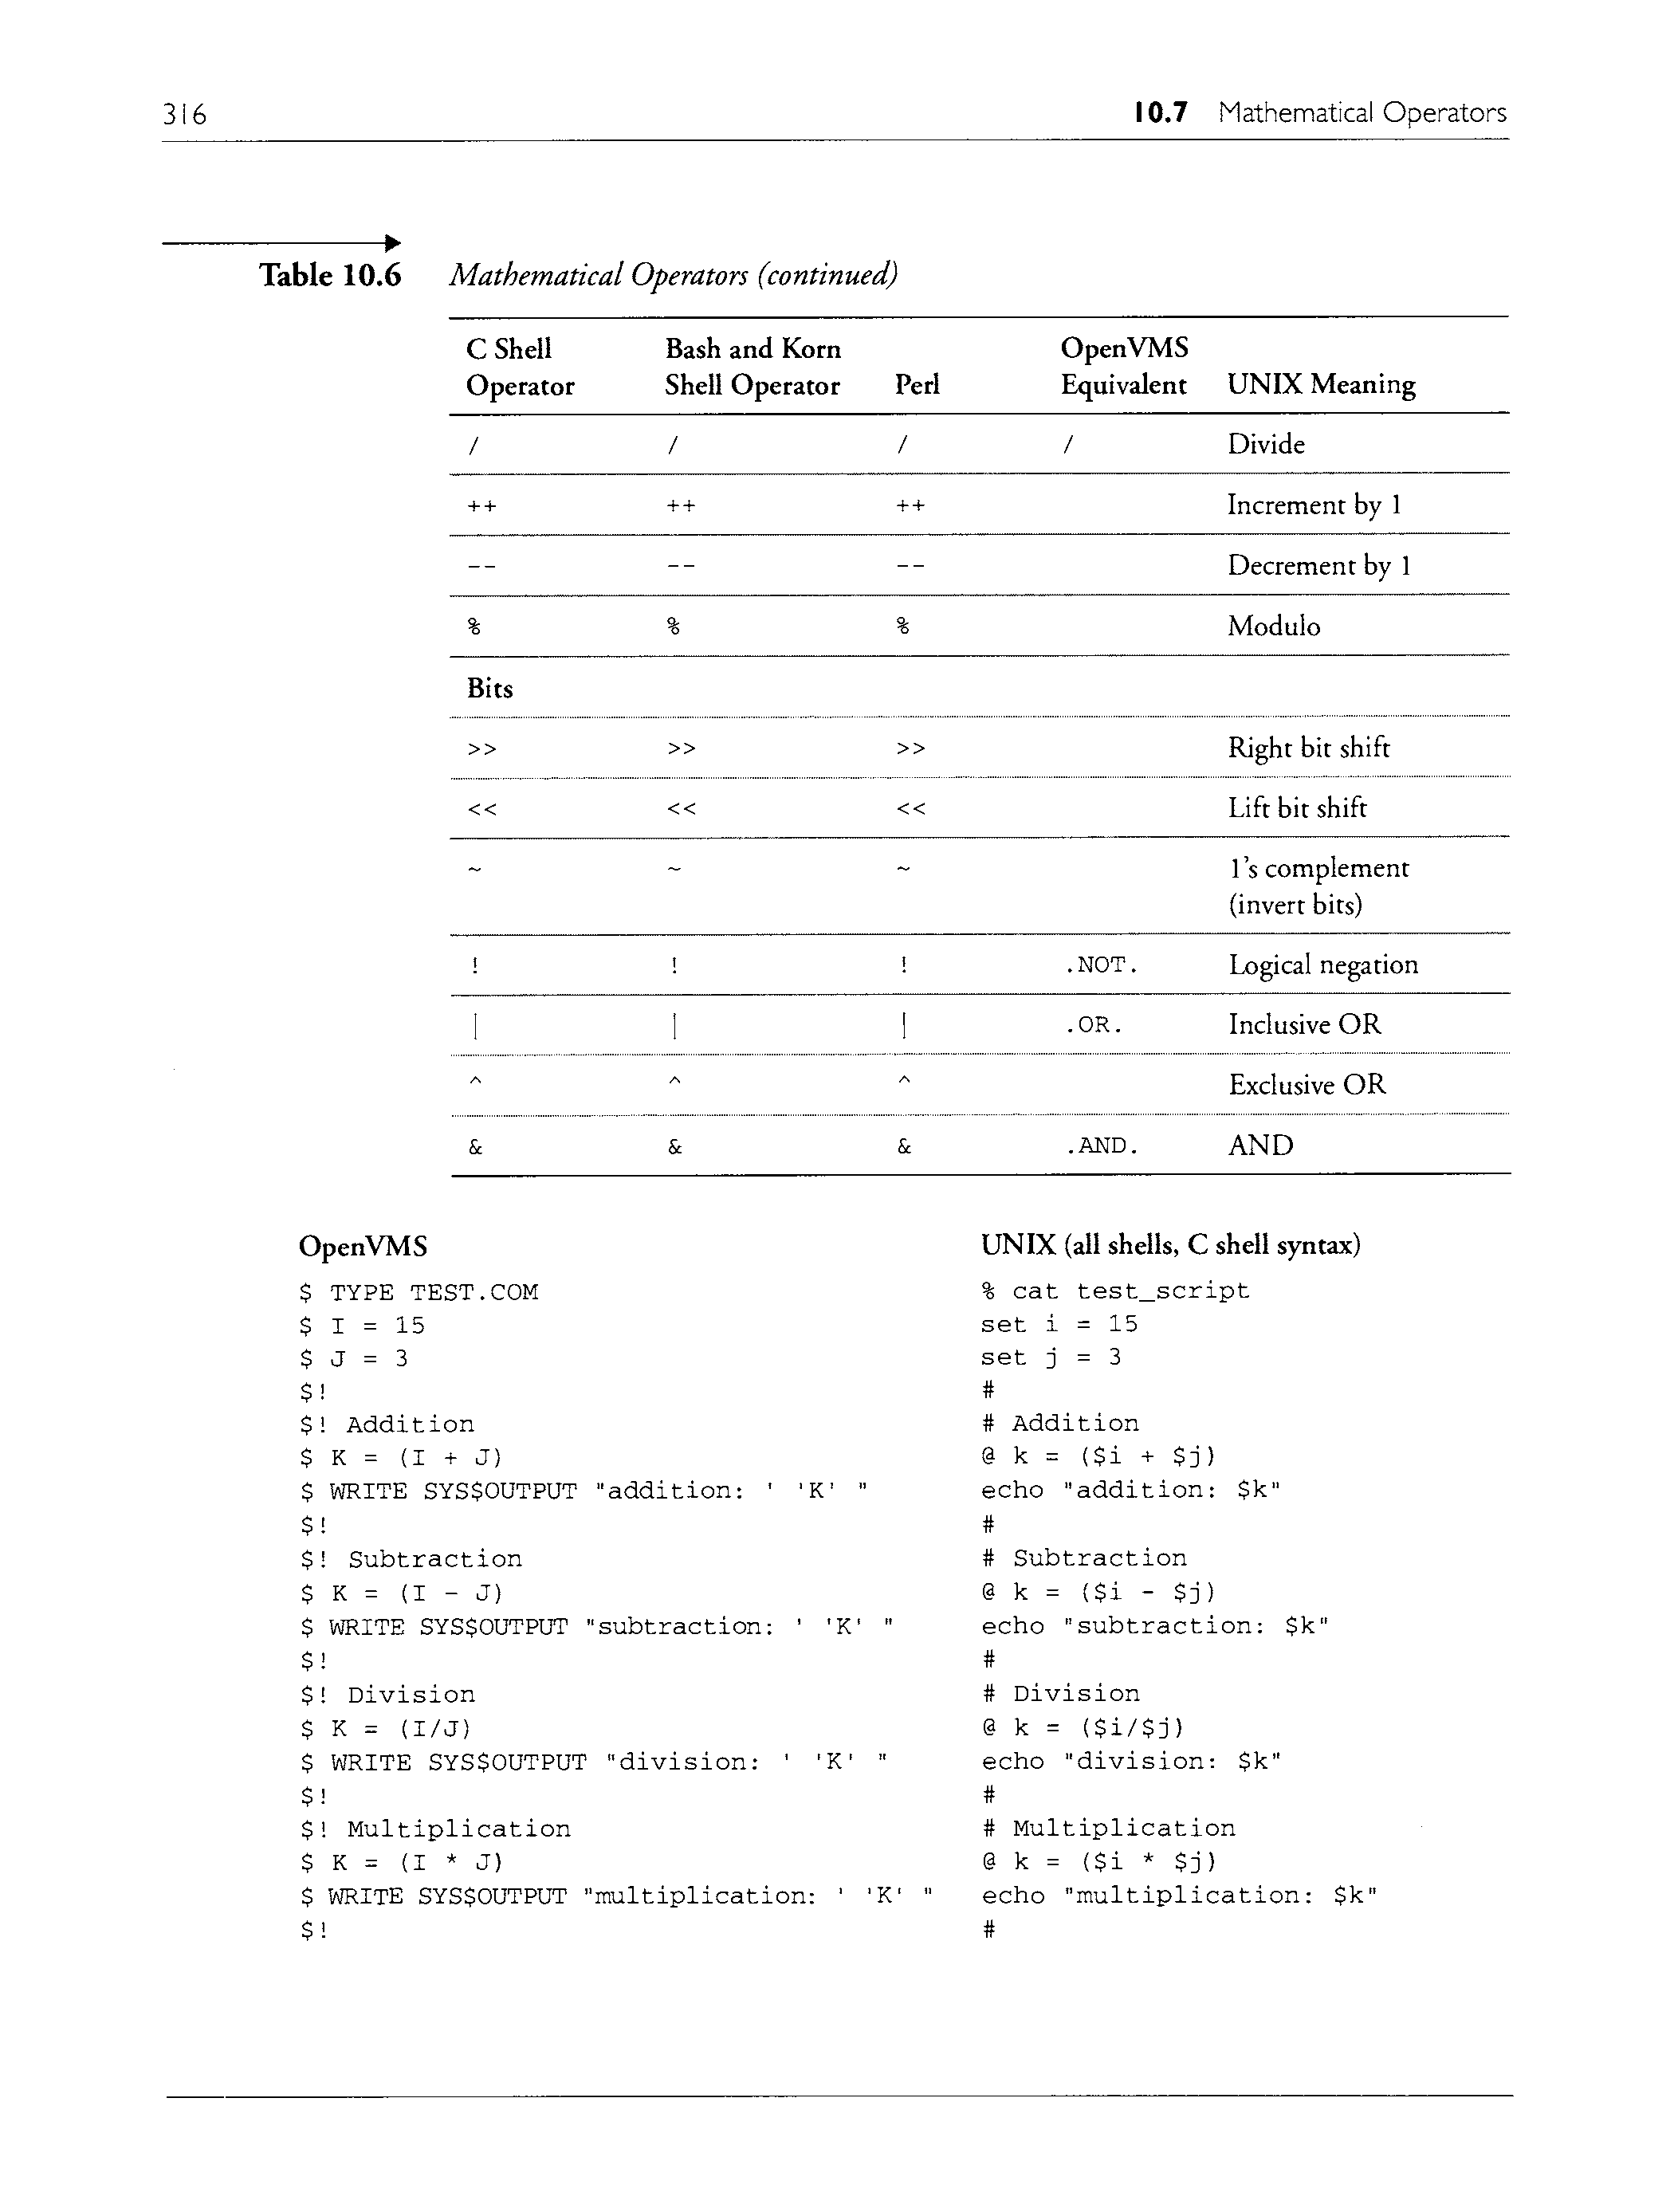 316
10.7 Mathematical Operators
Table 10.6 Mathematical Operators (continued)
C Shell Operator Bash and Korn Shell Operator Perl OpenVMS Equivalent UNIX Meaning
/ / / / Divide
++ ++ ++ Increment by 1
-- -- -- Decrement by 1
% % % Modulo
Bits
>> >> >> Right bit shift
<< << << Lift bit shift
~ ~ ~ 1's complement
(invert bits)
! ! ! .NOT. Logical negation
| | | .OR. Inclusive OR
^ ^ ^ Exclusive OR
& & & .AND. AND
OpenVMS
$ TYPE TEST.COM
$ I = 15
$ J = 3
$!
$! Addition
$ K = (I + J)
$ WRITE SYS$OUTPUT "addition: ' 'K' "
$!
$! Subtraction
$ K = (I - J)
$ WRITE SYS$OUTPUT "subtraction: ' 'K' "
$!
$! Division
$ K = (I/J)
$ WRITE SYS$OUTPUT "division: ' 'K' "
$!
$! Multiplication
$ K = (I * J)
$ WRITE SYS$OUTPUT "multiplication: ' 'K' "
$!
UNIX (all shells, C shell syntax)
% cat test_script
set i = 15
set j = 3
#
# Addition
@ k = ($i + $j)
echo "addition: $k"
#
# Subtraction
@ k = ($i - $j)
echo "subtraction: $k"
#
# Division
@ k = ($i/$j)
echo "division: $k"
#
# Multiplication
@ k = ($i * $j)
echo "multiplication: $k"
#